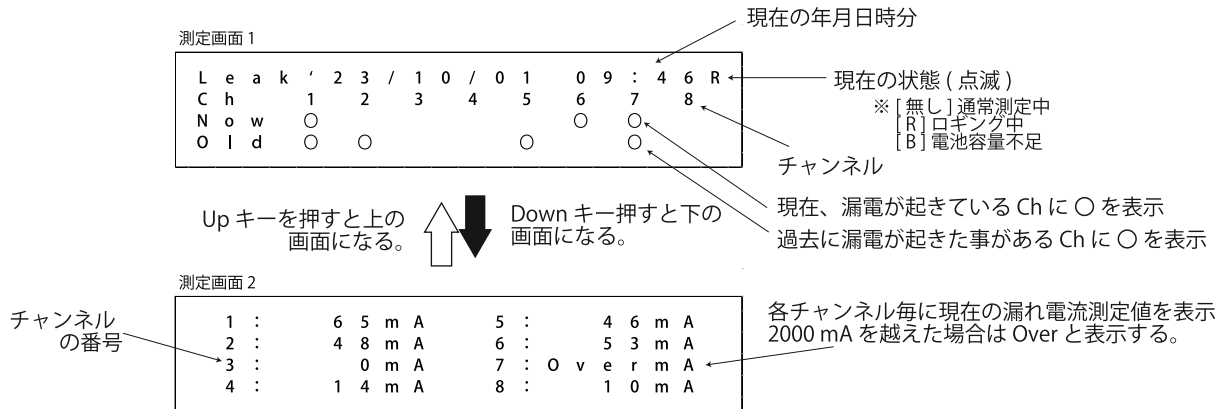 現在の年月日時分
測定画面 1
Leak‘23/10/01 09:46R
現在の状態 ( 点滅 )
Ch 1 2 3 4 5 6 7 8
※ [ 無し ] 通常測定中
Now ○ ○ ○
[ R ] ロギング中
Old ○ ○ ○ ○
[ B ] 電池容量不足
チャンネル
Up キーを押すと上の
画面になる。
Down キー押すと下の
画面になる。
現在、漏電が起きている Ch に ○ を表示
過去に漏電が起きた事がある Ch に ○ を表示
測定画面 2
チャンネル
の番号
1: 65mA 5: 46mA
2: 48mA 6: 53mA
3: 0mA 7:OvermA
4: 14mA 8: 10mA
各チャンネル毎に現在の漏れ電流測定値を表示
2000 mA を越えた場合は Over と表示する。